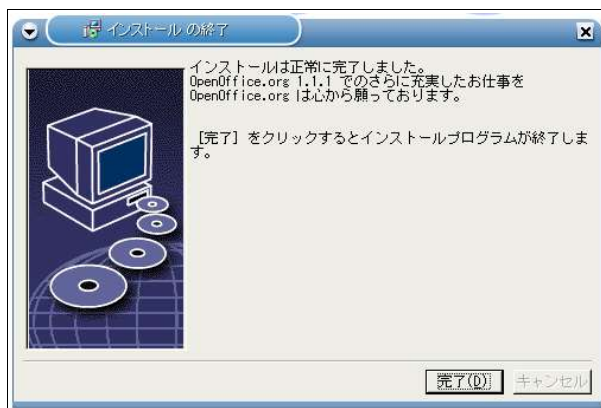 インストール の終了
インストールは正常に完了しました。
OpenOffice.org 1.1.1 でのさらに充実したお仕事を
OpenOffice.org は心から願っております。
［完了］をクリックするとインストールプログラムが終了しま
す。
完了(D)
キャンセル